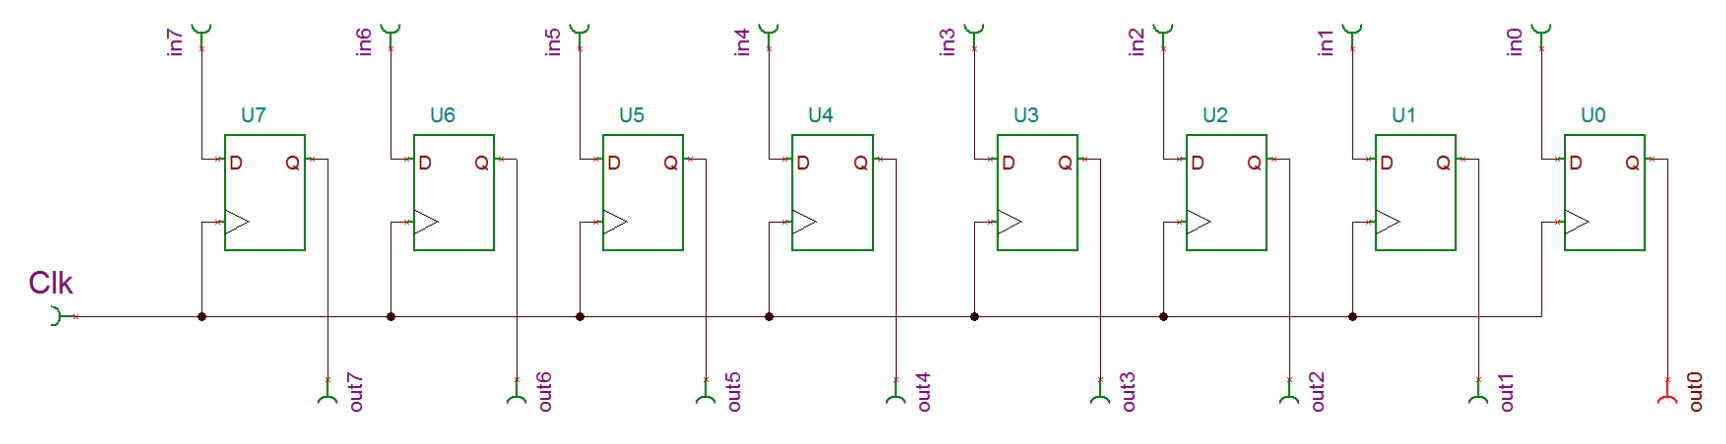 in7 in6 in5 in4 in3 in2 in1 in0
U7 U6 U5 U4 U3 U2 U1 U0
D Q D Q D Q D Q D Q D Q D Q D Q
Clk
out7 out6 out5 out4 out3 out2 out1 out0